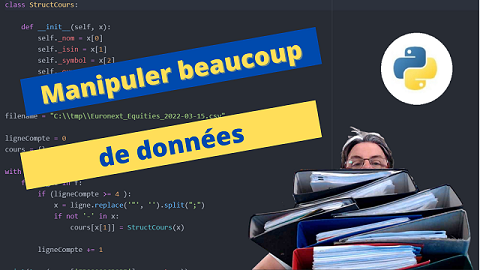 class StructCours:
def __init__(self, x):
self._nom = x[0]
self._isin = x[1]
self._symbol = x[2]
Manipuler beaucoup
de données
filename = "C:\\tmp\\Euronext_Equities_2022-03-15.csv"
ligneCompte = 0
cours =
with
if (ligneCompte >= 4 ):
x = ligne.replace('"', '').split(";")
if not '-' in x:
cours[x[1]] = StructCours(x)
ligneCompte += 1